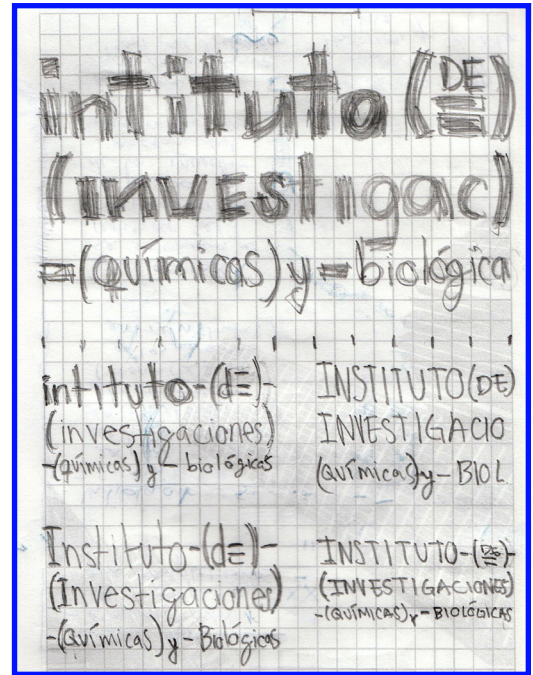 intituto (DE)
(INVEStigac)
=(químicas) y = biológica
intituto-(dE)-
(investigaciones)
-(químicas) y - biológicas
INSTITUTO (DE)
INVESTIGACIO
(químicas) y - BIOL.
Instituto-(dE)-
(Investigaciones)
-(Químicas) y - Biológicas
INSTITUTO-(DE)-
(INVESTIGACIONES)
-(QUÍMICAS) Y - BIOLÓGICAS